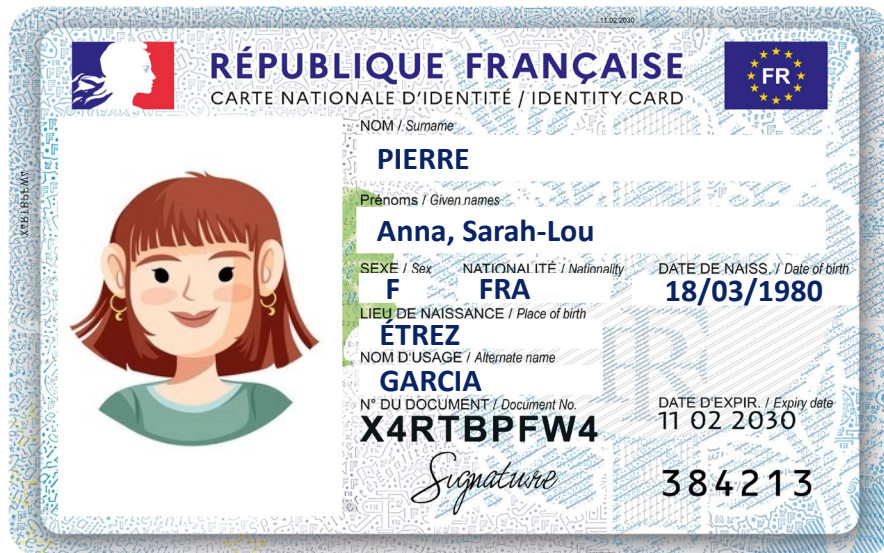 11.02.2030
RÉPUBLIQUE FRANÇAISE
FR
CARTE NATIONALE D'IDENTITÉ / IDENTITY CARD
NOM / Surname
PIERRE
Prénoms / Given names
Anna, Sarah-Lou
SEXE / Sex NATIONALITÉ / Nationality DATE DE NAISS. / Date of birth
F FRA 18/03/1980
LIEU DE NAISSANCE / Place of birth
ÉTREZ
NOM D'USAGE / Alternate name
GARCIA
N° DU DOCUMENT / Document No. DATE D'EXPIR. / Expiry date
X4RTBPFW4 11 02 2030
Signature 384213
X4RTBPFW4